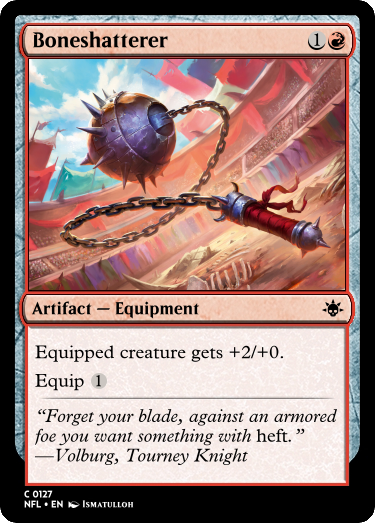 Boneshatterer 1
Artifact — Equipment
Equipped creature gets +2/+0.
Equip 1
“Forget your blade, against an armored
foe you want something with heft.”
—Volburg, Tourney Knight
C 0127
NFL • EN Ismatulloh